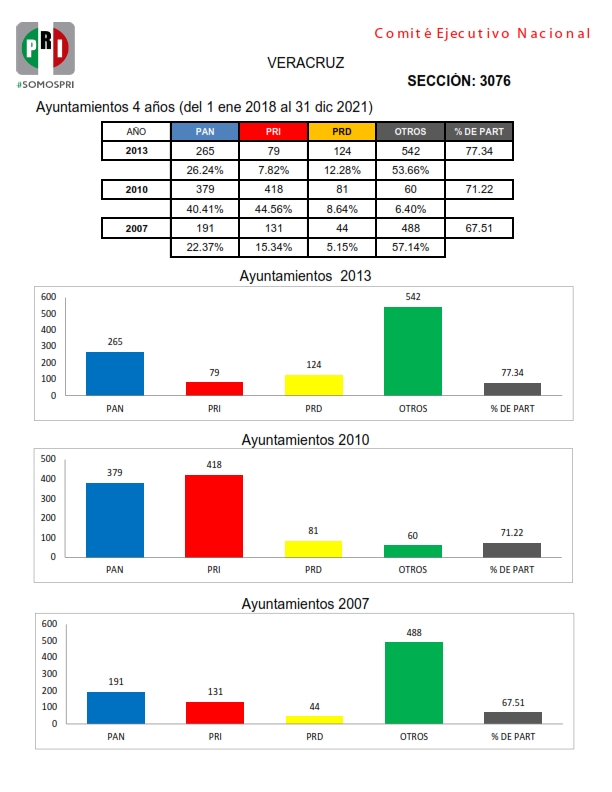 Comité Ejecutivo Nacional
PRI
#SOMOSPRI
VERACRUZ
SECCIÓN: 3076
Ayuntamientos 4 años (del 1 ene 2018 al 31 dic 2021)
AÑO PAN PRI PRD OTROS % DE PART
2013 265 79 124 542 77.34
26.24% 7.82% 12.28% 53.66%
2010 379 418 81 60 71.22
40.41% 44.56% 8.64% 6.40%
2007 191 131 44 488 67.51
22.37% 15.34% 5.15% 57.14%
Ayuntamientos 2013
600
500
400
300
200
100
0
265 79 124 542 77.34
PAN PRI PRD OTROS % DE PART
Ayuntamientos 2010
500
400
300
200
100
0
379 418 81 60 71.22
PAN PRI PRD OTROS % DE PART
Ayuntamientos 2007
600
500
400
300
200
100
0
191 131 44 488 67.51
PAN PRI PRD OTROS % DE PART